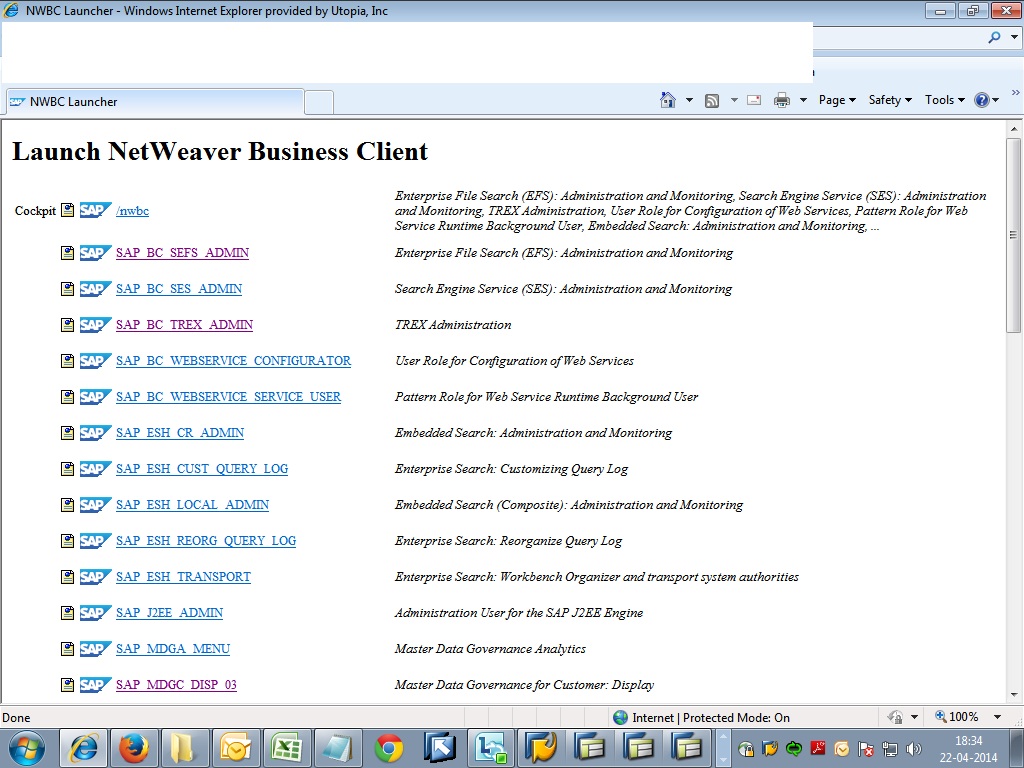 NWBC Launcher - Windows Internet Explorer provided by Utopia, Inc
NWBC Launcher
Page Safety Tools
Launch NetWeaver Business Client
Cockpit SAP /nwbc Enterprise File Search (EFS): Administration and Monitoring, Search Engine Service (SES): Administration
and Monitoring, TREX Administration, User Role for Configuration of Web Services, Pattern Role for Web
Service Runtime Background User, Embedded Search: Administration and Monitoring, ...
SAP SAP_BC_SEFS_ADMIN Enterprise File Search (EFS): Administration and Monitoring
SAP SAP_BC_SES_ADMIN Search Engine Service (SES): Administration and Monitoring
SAP SAP_BC_TREX_ADMIN TREX Administration
SAP SAP_BC_WEBSERVICE_CONFIGURATOR User Role for Configuration of Web Services
SAP SAP_BC_WEBSERVICE_SERVICE_USER Pattern Role for Web Service Runtime Background User
SAP SAP_ESH_CR_ADMIN Embedded Search: Administration and Monitoring
SAP SAP_ESH_CUST_QUERY_LOG Enterprise Search: Customizing Query Log
SAP SAP_ESH_LOCAL_ADMIN Embedded Search (Composite): Administration and Monitoring
SAP SAP_ESH_REORG_QUERY_LOG Enterprise Search: Reorganize Query Log
SAP SAP_ESH_TRANSPORT Enterprise Search: Workbench Organizer and transport system authorities
SAP SAP_J2EE_ADMIN Administration User for the SAP J2EE Engine
SAP SAP_MDGA_MENU Master Data Governance Analytics
SAP SAP_MDGC_DISP_03 Master Data Governance for Customer: Display
Done Internet | Protected Mode: On 100%
18:34
22-04-2014